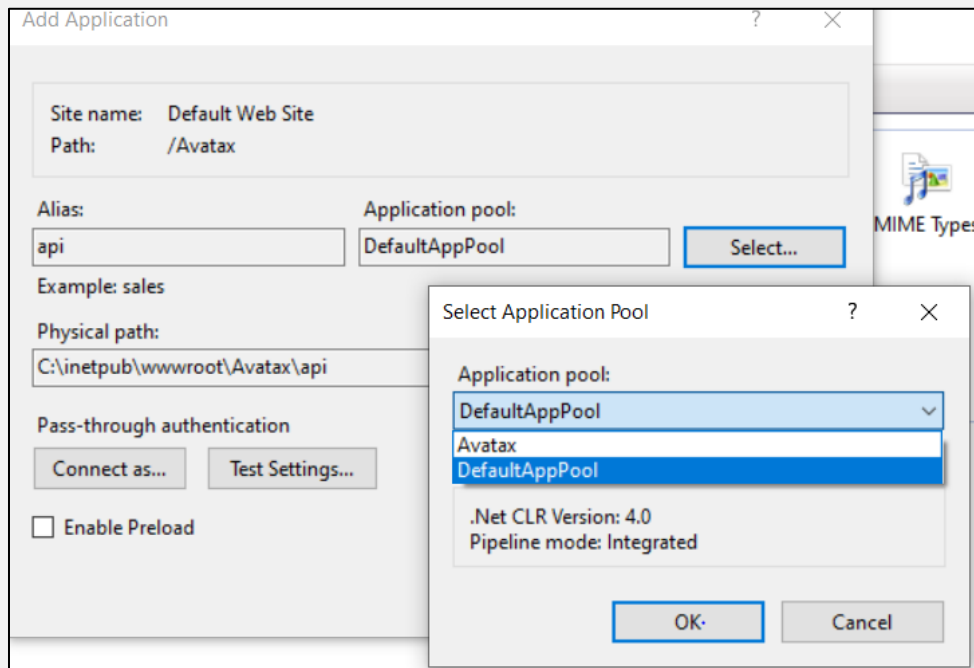 Add Application
?
Site name: Default Web Site
Path: /Avatax
Alias:
Application pool:
api
DefaultAppPool
Select...
MIME Types
Example: sales
Physical path:
C:\inetpub\wwwroot\Avatax\api
Pass-through authentication
Connect as...
Test Settings...
Enable Preload
Select Application Pool
?
Application pool:
DefaultAppPool
Avatax
DefaultAppPool
.Net CLR Version: 4.0
Pipeline mode: Integrated
OK
Cancel